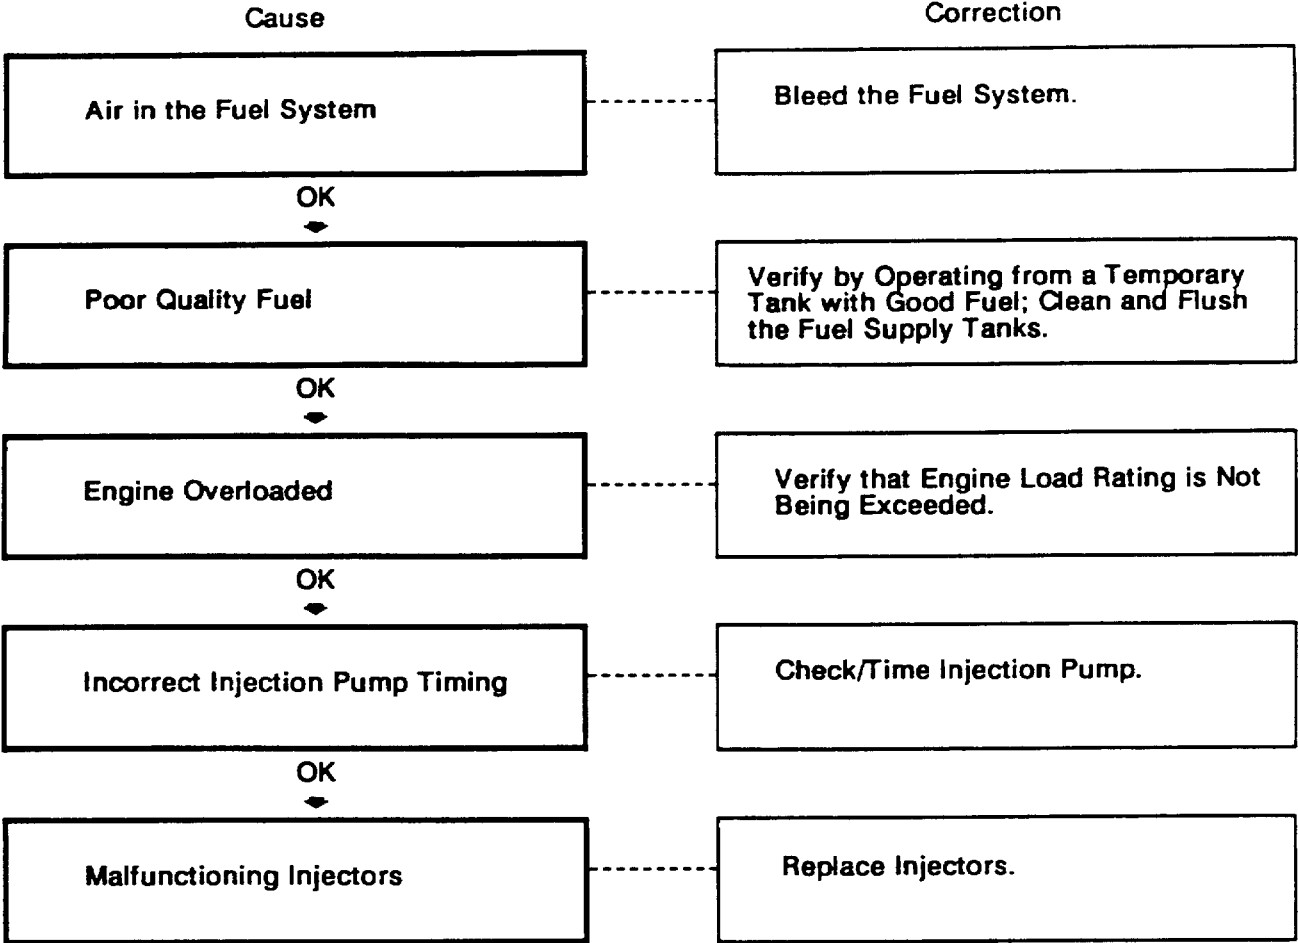 Cause
Correction
Air in the Fuel System
Bleed the Fuel System.
OK
Poor Quality Fuel
Verify by Operating from a Temporary
Tank with Good Fuel; Clean and Flush
the Fuel Supply Tanks.
OK
Engine Overloaded
Verify that Engine Load Rating is Not
Being Exceeded.
OK
Incorrect Injection Pump Timing
Check/Time Injection Pump.
OK
Malfunctioning Injectors
Replace Injectors.